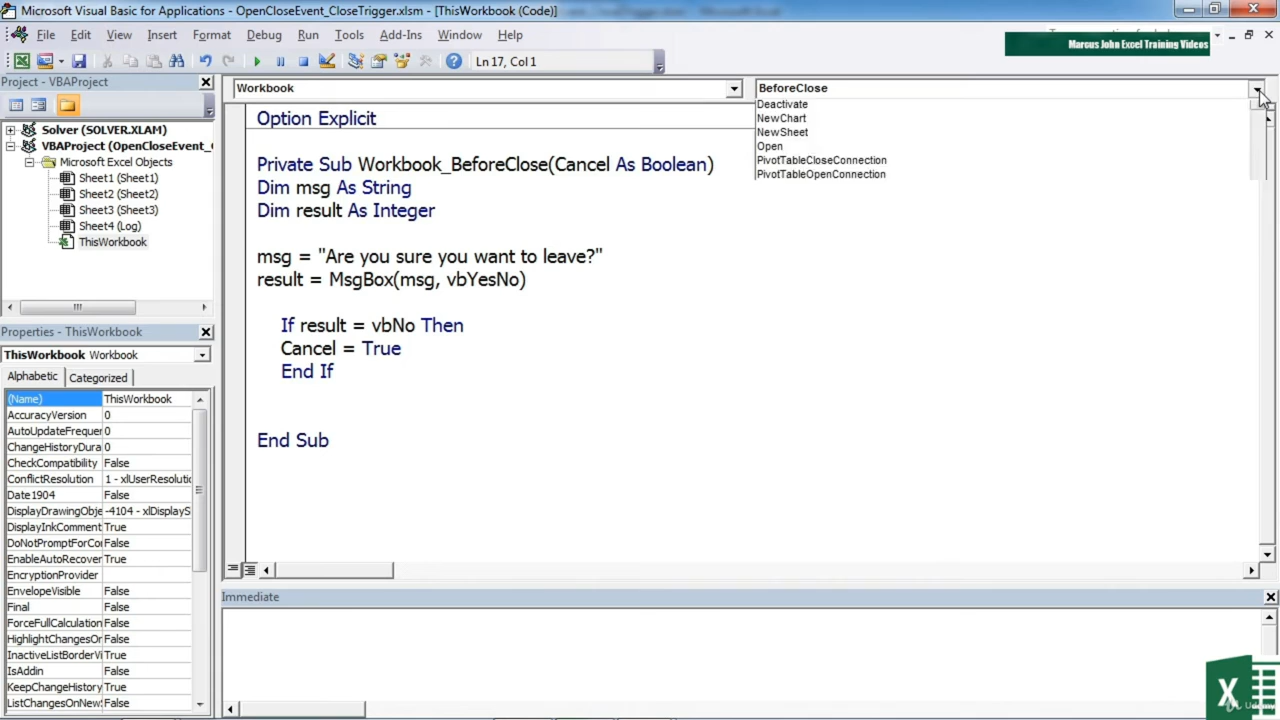 Microsoft Visual Basic for Applications - OpenCloseEvent_CloseTrigger.xlsm - [ThisWorkbook (Code)]
File Edit View Insert Format Debug Run Tools Add-Ins Window Help
Marcus John Excel Training Videos
Ln 17, Col 1
Project - VBAProject
Solver (SOLVER.XLAM)
VBAProject (OpenCloseEvent_
Microsoft Excel Objects
Sheet1 (Sheet1)
Sheet2 (Sheet2)
Sheet3 (Sheet3)
Sheet4 (Log)
ThisWorkbook
Properties - ThisWorkbook
ThisWorkbook Workbook
Alphabetic Categorized
(Name) ThisWorkbook
AccuracyVersion 0
AutoUpdateFrequer 0
ChangeHistoryDura 0
CheckCompatibility False
ConflictResolution 1 - xlUserResolutic
Date1904 False
DisplayDrawingObje -4104 - xlDisplayS
DisplayInkComment True
DoNotPromptForCo False
EnableAutoRecover True
EncryptionProvider
EnvelopeVisible False
Final False
ForceFullCalculation False
HighlightChangesOn False
InactiveListBorderVi True
IsAddin False
KeepChangeHistory True
ListChangesOnNew False
Workbook
BeforeClose
Deactivate
NewChart
NewSheet
Open
PivotTableCloseConnection
PivotTableOpenConnection
Option Explicit
Private Sub Workbook_BeforeClose(Cancel As Boolean)
Dim msg As String
Dim result As Integer
msg = "Are you sure you want to leave?"
result = MsgBox(msg, vbYesNo)
If result = vbNo Then
Cancel = True
End If
End Sub
Immediate
Udemy